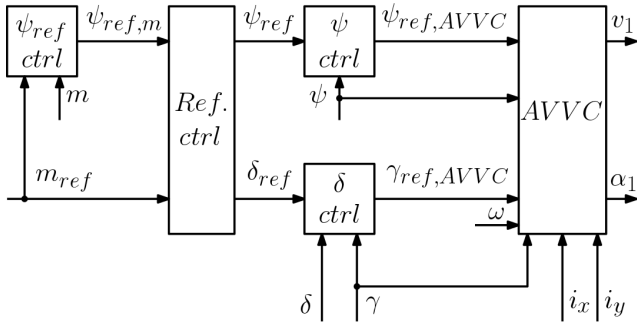 ψref ctrl
ψref,m
m
mref
Ref. ctrl
ψref
ψ ctrl
ψref,AVVC
ψ
δref
δ ctrl
γref,AVVC
ω
δ
γ
AVVC
v1
α1
ix
iy